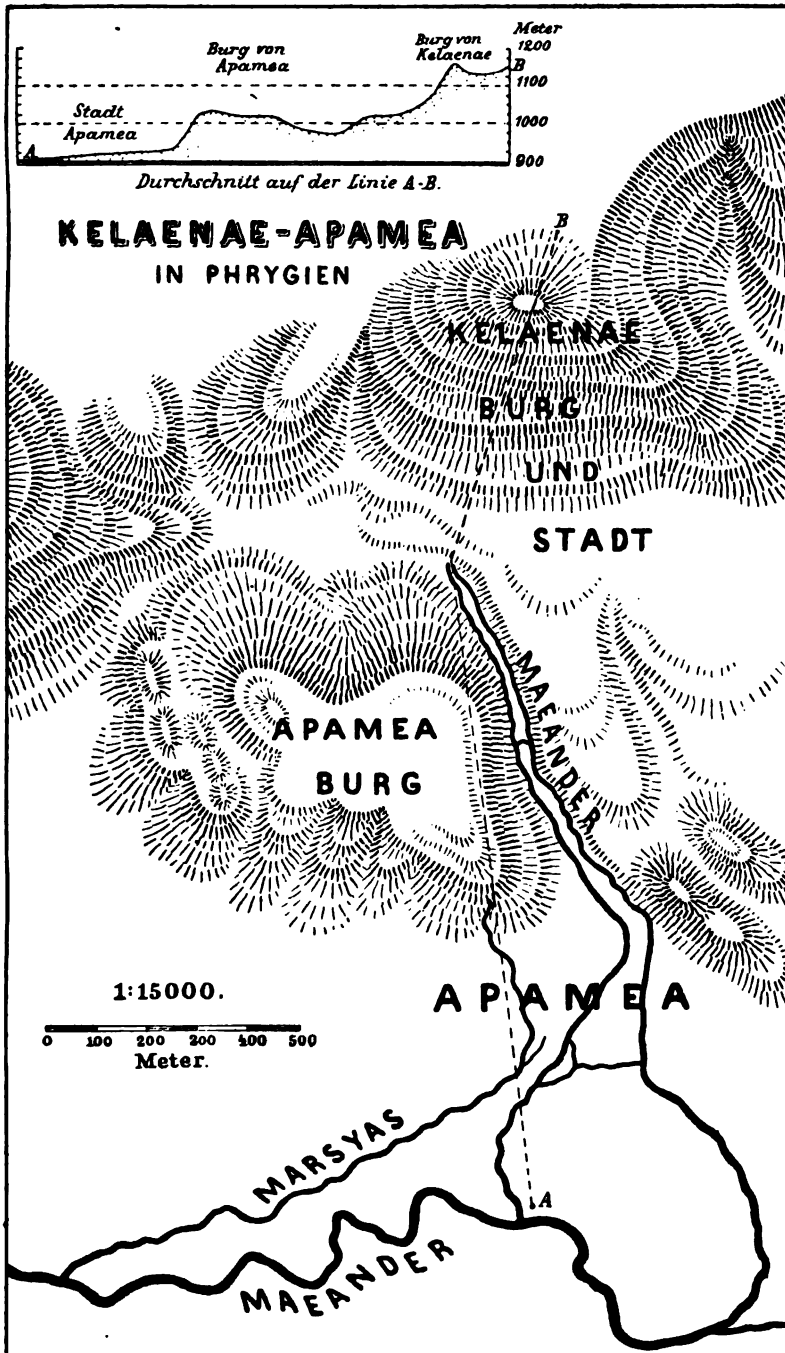 Meter
1200
Burg von
Apamea
Burg von
Kelaenae
B
1100
Stadt
Apamea
1000
A
900
Durchschnitt auf der Linie A-B.
KELAENAE-APAMEA
IN PHRYGIEN
B
KELAENAE
BURG
UND
STADT
MAEANDER
APAMEA
BURG
APAMEA
1:15000.
0 100 200 300 400 500
Meter.
MARSYAS
A
MAEANDER